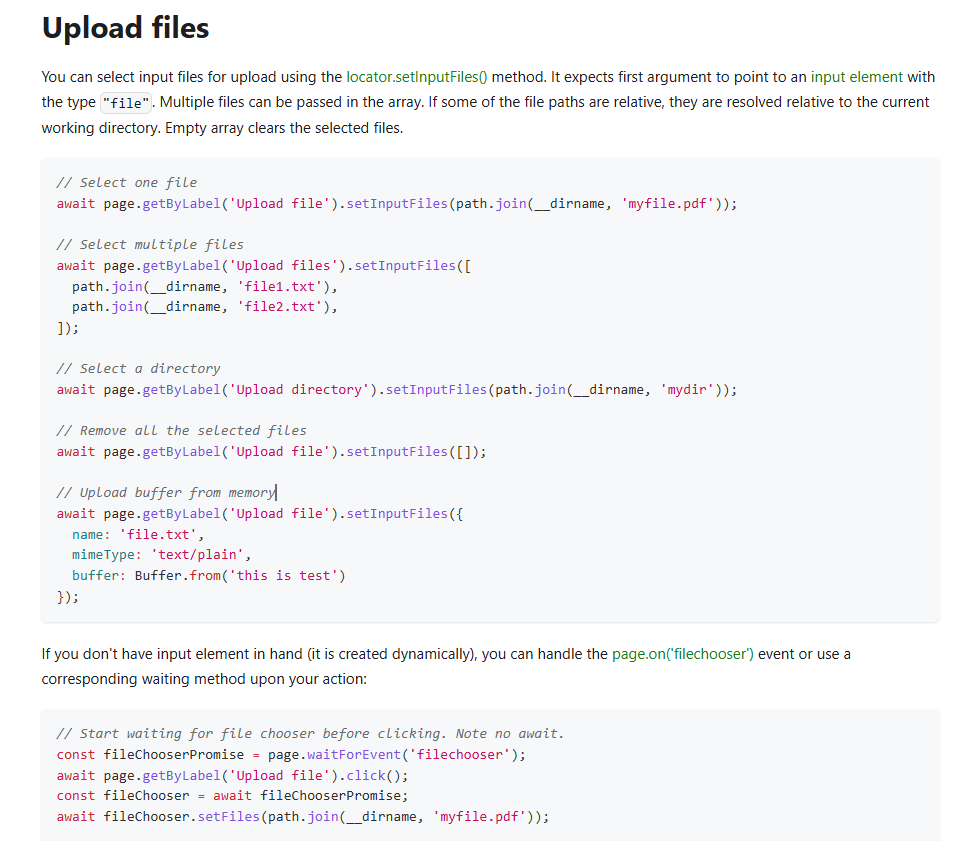 Upload files
You can select input files for upload using the locator.setInputFiles() method. It expects first argument to point to an input element with
the type "file". Multiple files can be passed in the array. If some of the file paths are relative, they are resolved relative to the current
working directory. Empty array clears the selected files.
// Select one file
await page.getByLabel('Upload file').setInputFiles(path.join(__dirname, 'myfile.pdf'));
// Select multiple files
await page.getByLabel('Upload files').setInputFiles([
  path.join(__dirname, 'file1.txt'),
  path.join(__dirname, 'file2.txt'),
]);
// Select a directory
await page.getByLabel('Upload directory').setInputFiles(path.join(__dirname, 'mydir'));
// Remove all the selected files
await page.getByLabel('Upload file').setInputFiles([]);
// Upload buffer from memory
await page.getByLabel('Upload file').setInputFiles({
  name: 'file.txt',
  mimeType: 'text/plain',
  buffer: Buffer.from('this is test')
});
If you don't have input element in hand (it is created dynamically), you can handle the page.on('filechooser') event or use a
corresponding waiting method upon your action:
// Start waiting for file chooser before clicking. Note no await.
const fileChooserPromise = page.waitForEvent('filechooser');
await page.getByLabel('Upload file').click();
const fileChooser = await fileChooserPromise;
await fileChooser.setFiles(path.join(__dirname, 'myfile.pdf'));